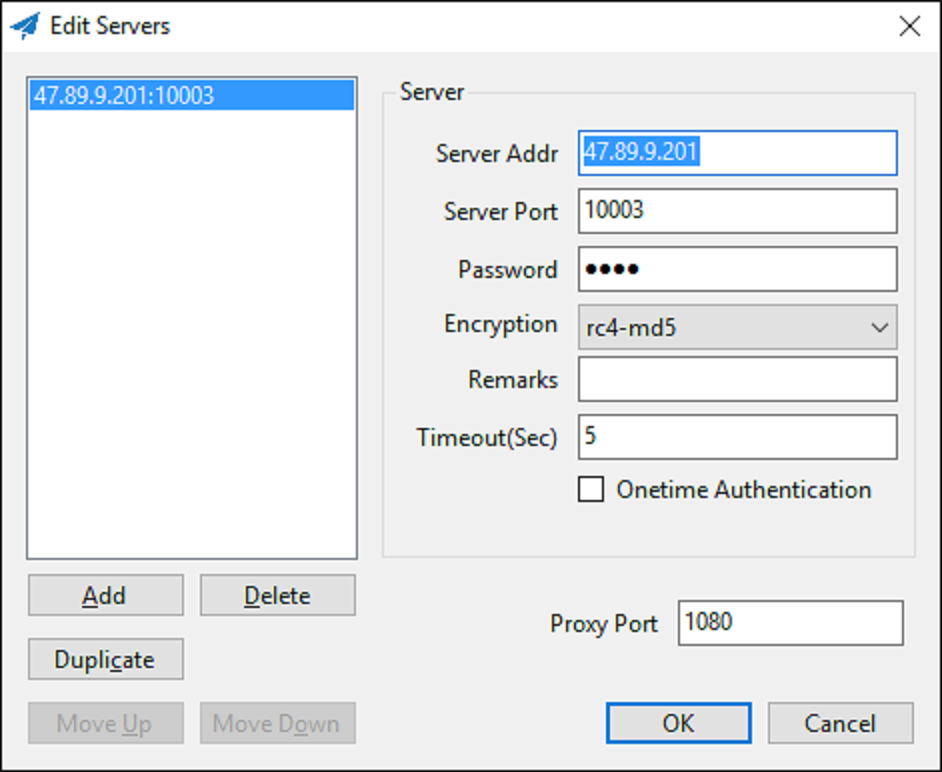 Edit Servers
47.89.9.201:10003
Server
Server Addr 47.89.9.201
Server Port 10003
Password ●●●●
Encryption rc4-md5
Remarks
Timeout(Sec) 5
Onetime Authentication
Add Delete
Proxy Port 1080
Duplicate
Move Up Move Down
OK Cancel